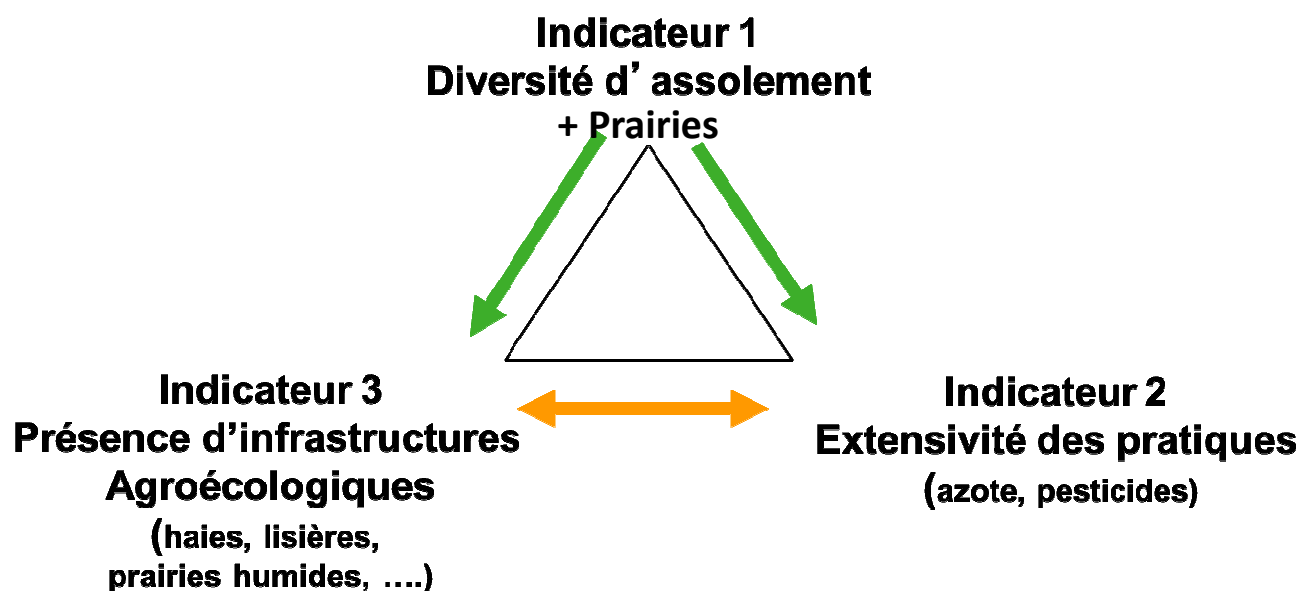 Indicateur 1
Diversité d’ assolement
+ Prairies
Indicateur 3
Présence d’infrastructures
Agroécologiques
(haies, lisières,
prairies humides, ….)
Indicateur 2
Extensivité des pratiques
(azote, pesticides)